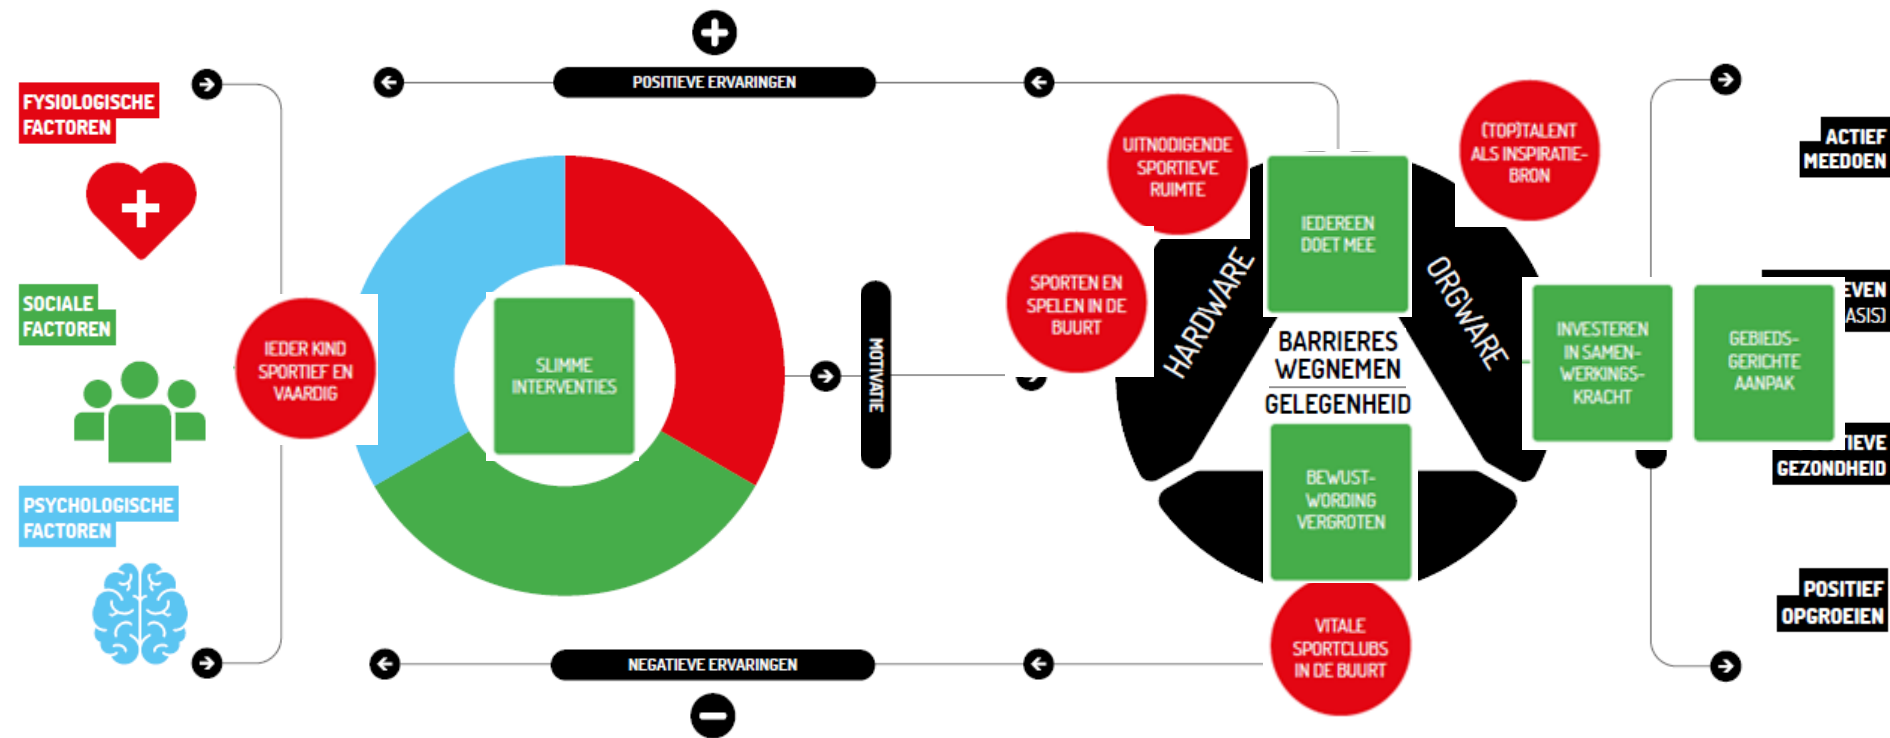 POSITIEVE ERVARINGEN
FYSIOLOGISCHE
FACTOREN
SOCIALE
FACTOREN
PSYCHOLOGISCHE
FACTOREN
IEDER KIND
SPORTIEF EN
VAARDIG
SLIMME
INTERVENTIES
MOTIVATIE
NEGATIEVE ERVARINGEN
UITNODIGENDE
SPORTIEVE
RUIMTE
SPORTEN EN
SPELEN IN DE
BUURT
HARDWARE
IEDEREEN
DOET MEE
(TOP)TALENT
ALS INSPIRATIE-
BRON
ORGWARE
BARRIERES
WEGNEMEN
GELEGENHEID
BEWUST-
WORDING
VERGROTEN
VITALE
SPORTCLUBS
IN DE BUURT
INVESTEREN
IN SAMEN-
WERKINGS-
KRACHT
GEBIEDS-
GERICHTE
AANPAK
ACTIEF
MEEDOEN
EVEN
ASIS)
IEVE
GEZONDHEID
POSITIEF
OPGROEIEN